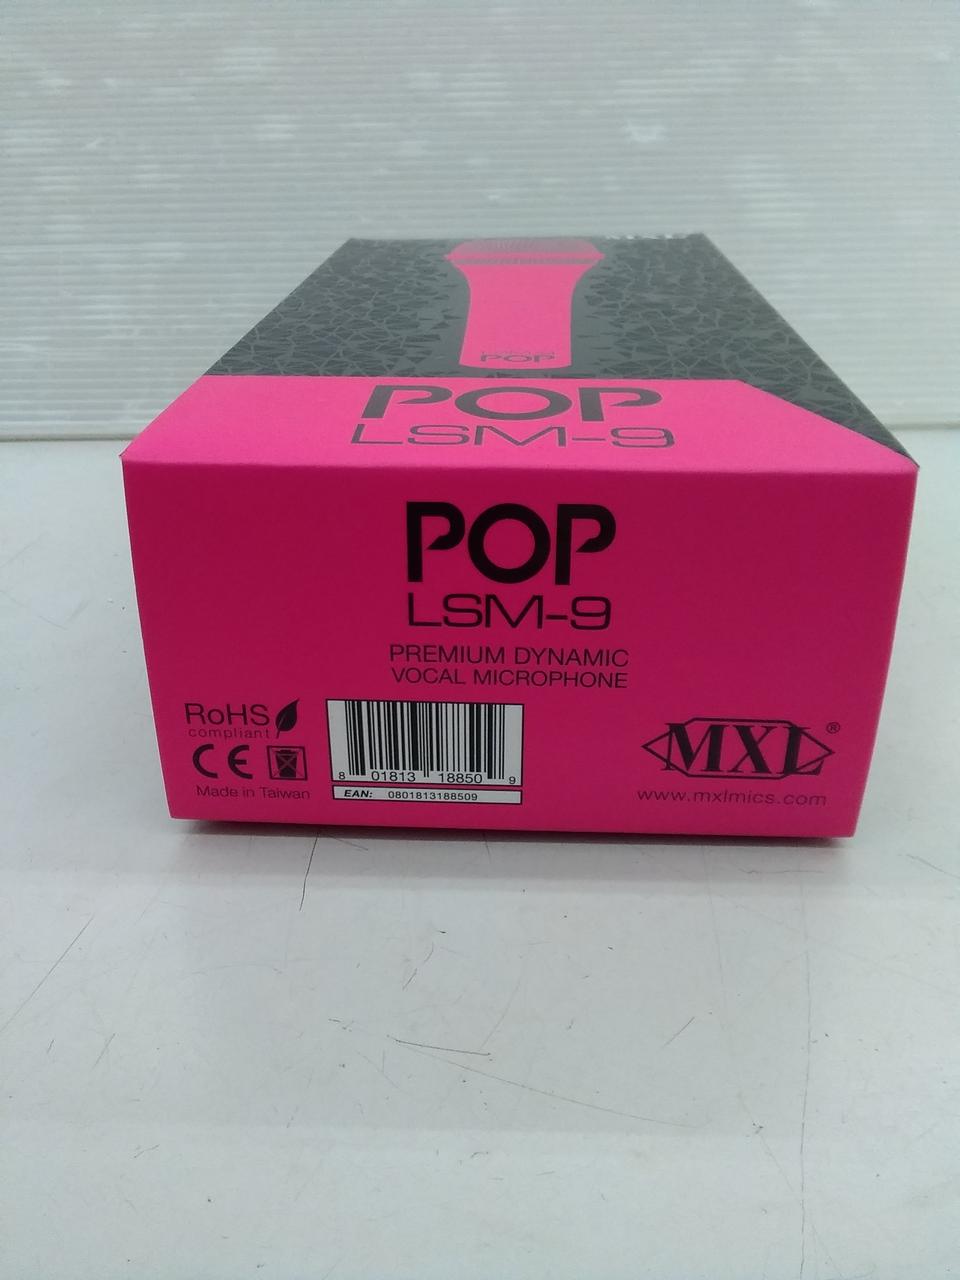 POP
POP
LSM-9
POP
LSM-9
PREMIUM DYNAMIC
VOCAL MICROPHONE
RoHS
compliant
CE
Made in Taiwan
8 01813 18850 9
EAN: 0801813188509
MXL®
www.mxlmics.com